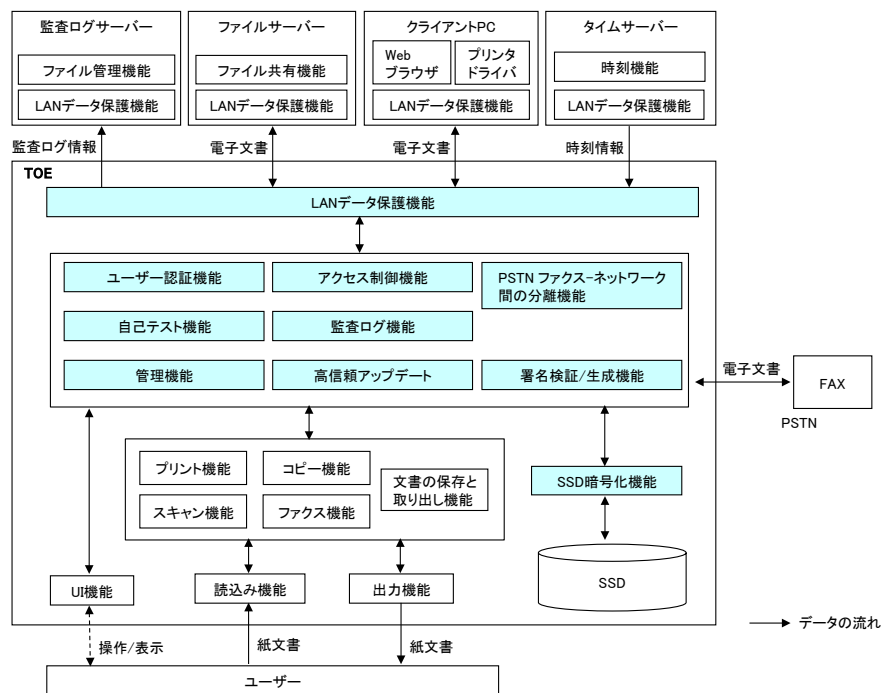 監査ログサーバー
ファイル管理機能
LANデータ保護機能
ファイルサーバー
ファイル共有機能
LANデータ保護機能
クライアントPC
Web
ブラウザ
プリンタ
ドライバ
LANデータ保護機能
タイムサーバー
時刻機能
LANデータ保護機能
監査ログ情報
電子文書
電子文書
時刻情報
TOE
LANデータ保護機能
ユーザー認証機能
アクセス制御機能
PSTN ファクス-ネットワーク
間の分離機能
自己テスト機能
監査ログ機能
管理機能
高信頼アップデート
署名検証/生成機能
電子文書
FAX
PSTN
プリント機能
コピー機能
文書の保存と
取り出し機能
スキャン機能
ファクス機能
SSD暗号化機能
SSD
UI機能
読込み機能
出力機能
データの流れ
操作/表示
紙文書
紙文書
ユーザー